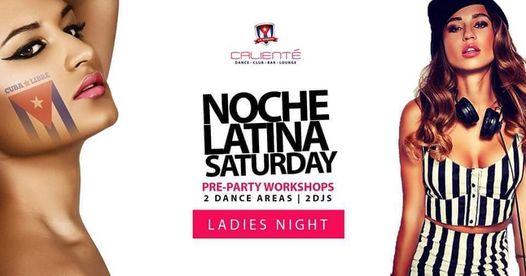 CALIENTÉ
DANCE • CLUB • BAR • LOUNGE
CUBA ★ LIBRE
NOCHE
LATINA
SATURDAY
PRE-PARTY WORKSHOPS
2 DANCE AREAS | 2DJS
LADIES NIGHT